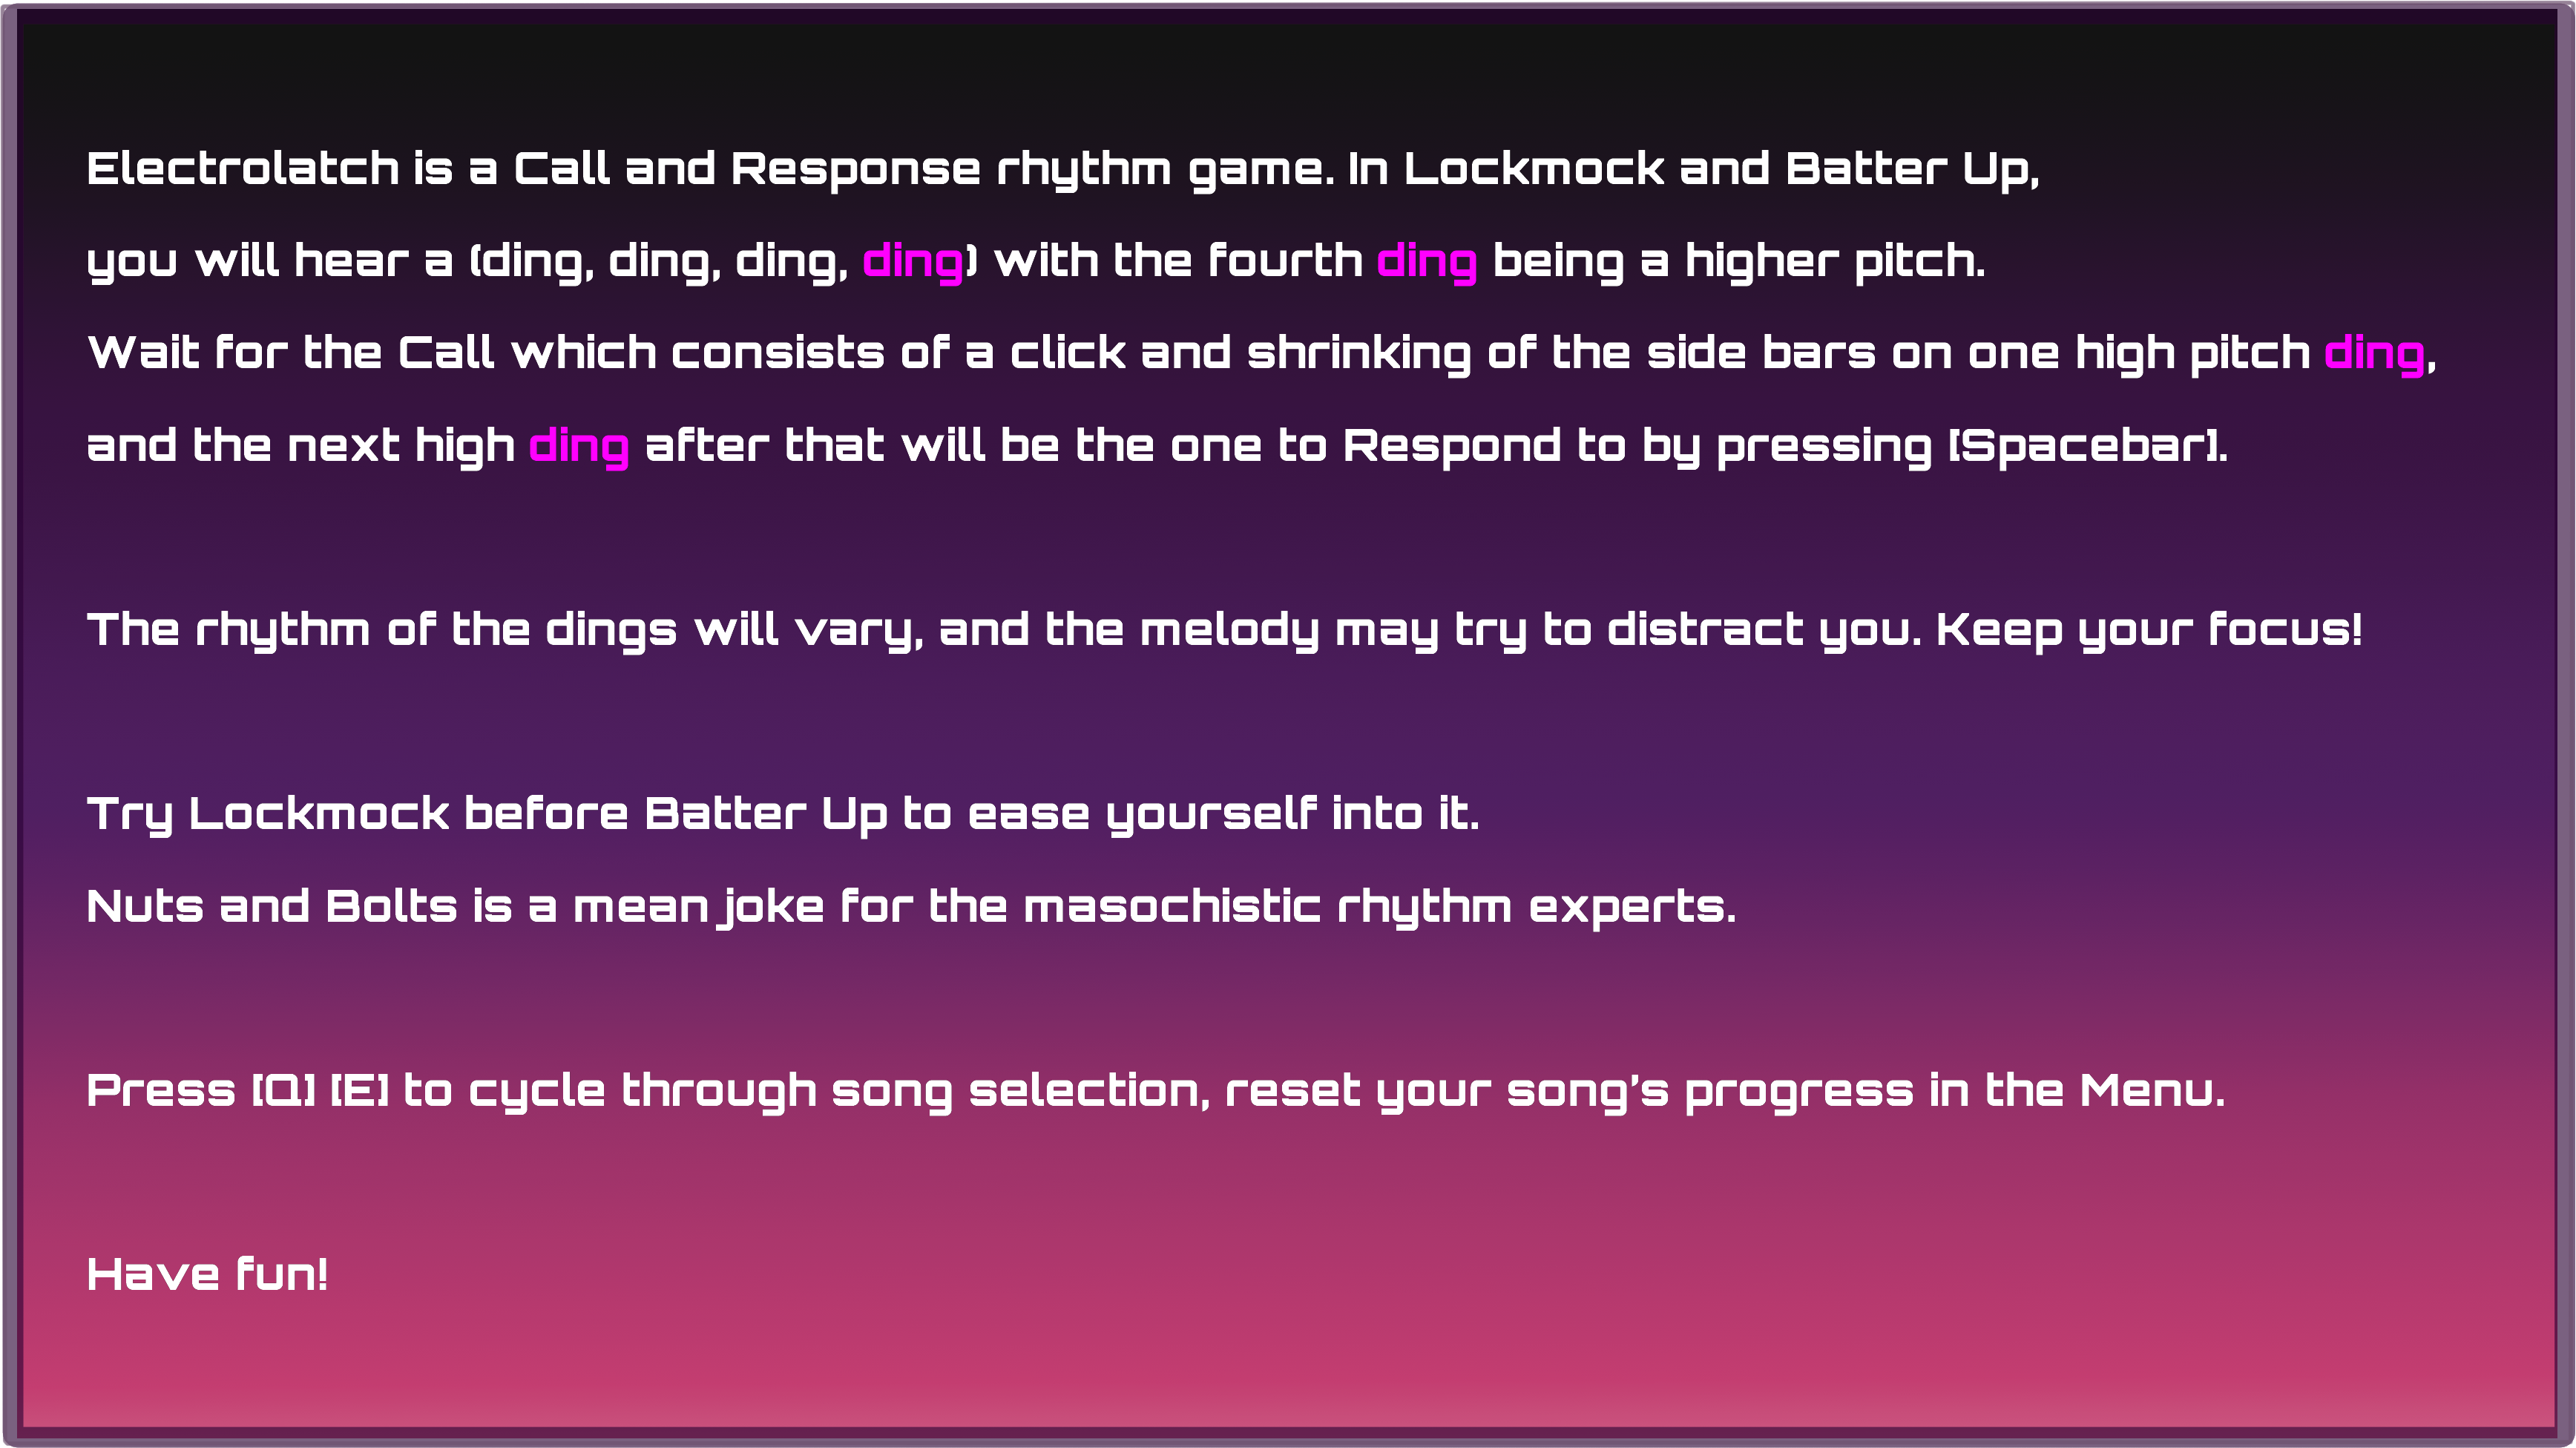 Electrolatch is a Call and Response rhythm game. In Lockmock and Batter Up,
you will hear a (ding, ding, ding, ding) with the fourth ding being a higher pitch.
Wait for the Call which consists of a click and shrinking of the side bars on one high pitch ding,
and the next high ding after that will be the one to Respond to by pressing [Spacebar].
The rhythm of the dings will vary, and the melody may try to distract you. Keep your focus!
Try Lockmock before Batter Up to ease yourself into it.
Nuts and Bolts is a mean joke for the masochistic rhythm experts.
Press [Q] [E] to cycle through song selection, reset your song's progress in the Menu.
Have fun!